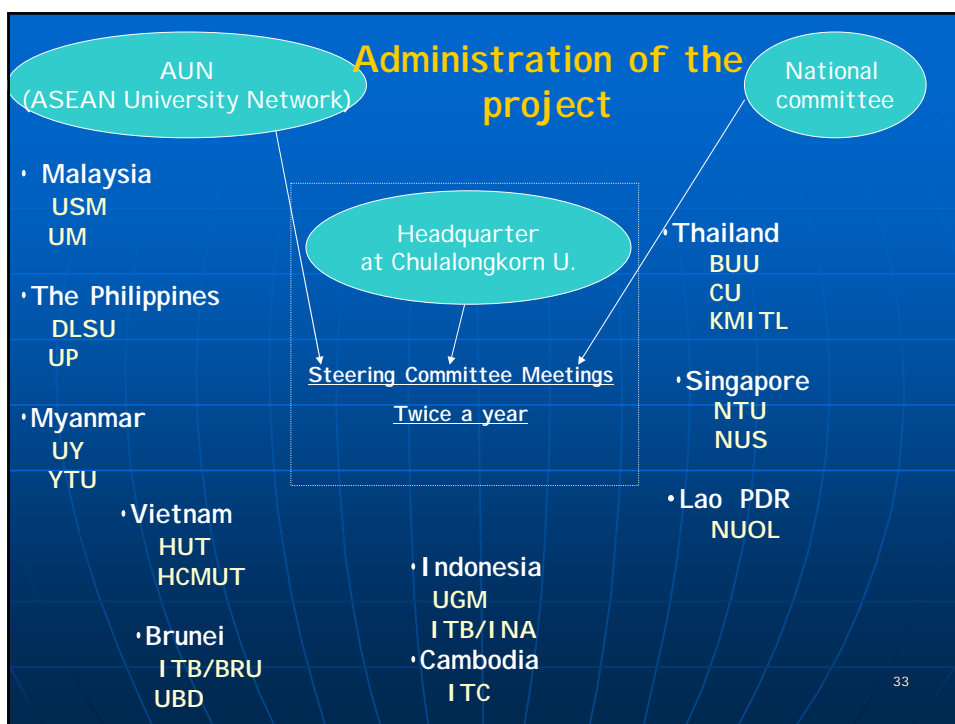 Administration of the
project
AUN
(ASEAN University Network)
National
committee
Headquarter
at Chulalongkorn U.
Steering Committee Meetings
Twice a year
• Malaysia
USM
UM
•The Philippines
DLSU
UP
•Myanmar
UY
YTU
•Vietnam
HUT
HCMUT
•Brunei
ITB/BRU
UBD
•Indonesia
UGM
ITB/INA
•Cambodia
ITC
•Thailand
BUU
CU
KMITL
•Singapore
NTU
NUS
•Lao PDR
NUOL
33